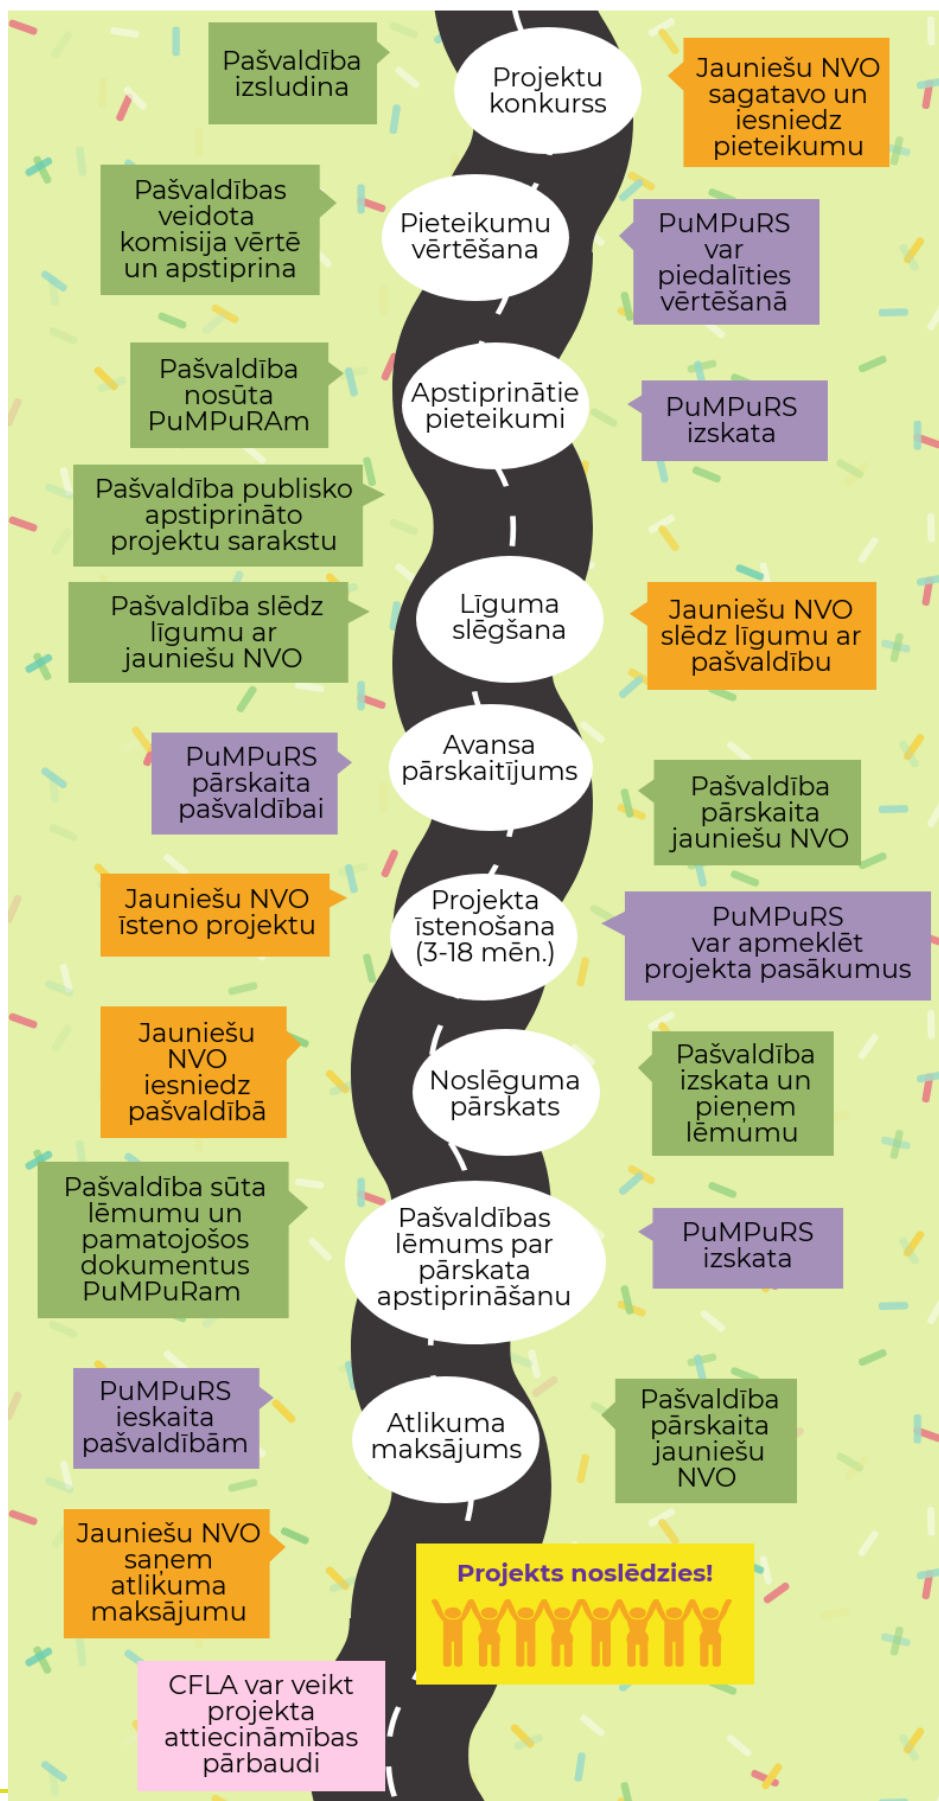 Pašvaldība
izsludina
Projektu
konkurss
Jauniešu NVO
sagatavo un
iesniedz
pieteikumu
Pašvaldības
veidota
komisija vērtē
un apstiprina
Pieteikumu
vērtēšana
PuMPuRS
var
piedalīties
vērtēšanā
Pašvaldība
nosūta
PuMPuRAm
Apstiprinātie
pieteikumi
PuMPuRS
izskata
Pašvaldība publisko
apstiprināto
projektu sarakstu
Pašvaldība slēdz
līgumu ar
jauniešu NVO
Līguma
slēgšana
Jauniešu NVO
slēdz līgumu ar
pašvaldību
PuMPuRS
pārskaita
pašvaldībai
Avansa
pārskaitījums
Pašvaldība
pārskaita
jauniešu NVO
Jauniešu NVO
īsteno projektu
Projekta
īstenošana
(3-18 mēn.)
PuMPuRS
var apmeklēt
projekta pasākumus
Jauniešu
NVO
iesniedz
pašvaldībā
Noslēguma
pārskats
Pašvaldība
izskata un
pieņem
lēmumu
Pašvaldība sūta
lēmumu un
pamatojošos
dokumentus
PuMPuRam
Pašvaldības
lēmums par
pārskata
apstiprināšanu
PuMPuRS
izskata
PuMPuRS
ieskaita
pašvaldībām
Atlikuma
maksājums
Pašvaldība
pārskaita
jauniešu
NVO
Jauniešu NVO
saņem
atlikuma
maksājumu
Projekts noslēdzies!
CFLA var veikt
projekta
attiecināmības
pārbaudi